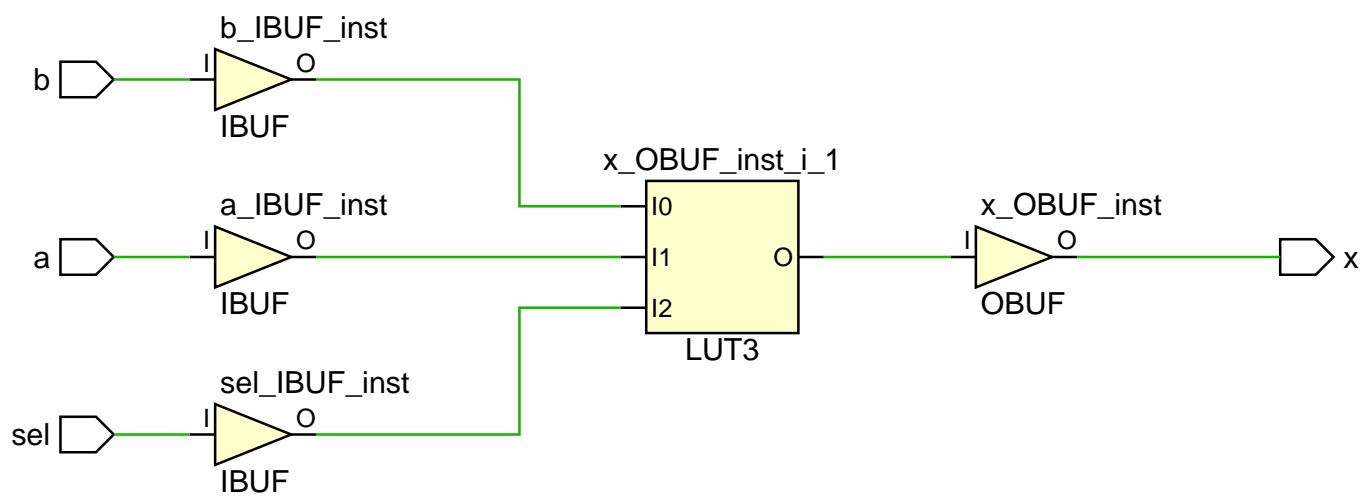 b_IBUF_inst
b
I
O
IBUF
x_OBUF_inst_i_1
a_IBUF_inst
I0
x_OBUF_inst
a
I
O
I1
O
I
O
x
IBUF
I2
OBUF
LUT3
sel_IBUF_inst
sel
I
O
IBUF